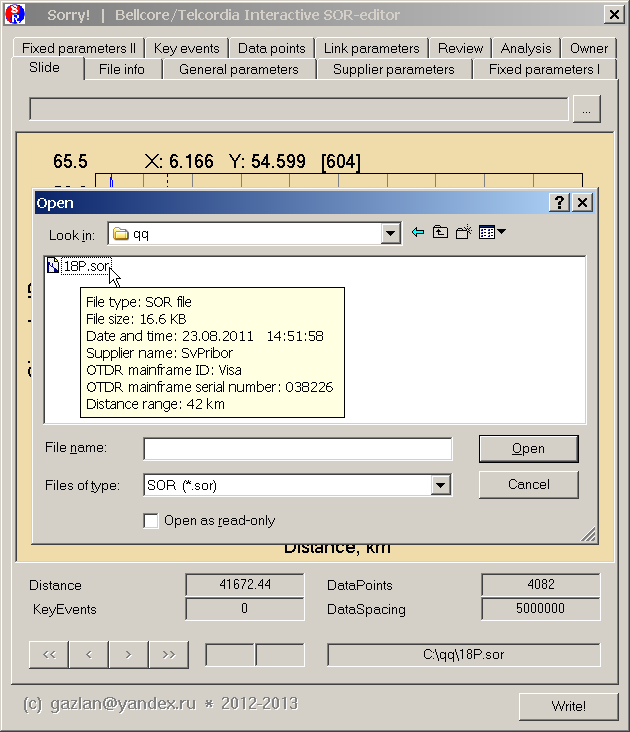 Sorry! | Bellcore/Telcordia Interactive SOR-editor
Fixed parameters II Key events Data points Link parameters Review Analysis Owner
Slide File info General parameters Supplier parameters Fixed parameters I
...
65.5 X: 6.166 Y: 54.599 [604]
Open
Look in: qq
18P.sor
File type: SOR file
File size: 16.6 KB
Date and time: 23.08.2011 14:51:58
Supplier name: SvPribor
OTDR mainframe ID: Visa
OTDR mainframe serial number: 038226
Distance range: 42 km
File name: Open
Files of type: SOR (*.sor) Cancel
Open as read-only
Distance, km
Distance 41672.44 DataPoints 4082
KeyEvents 0 DataSpacing 5000000
<< < > >> C:\qq\18P.sor
(c) gazlan@yandex.ru * 2012-2013 Write!